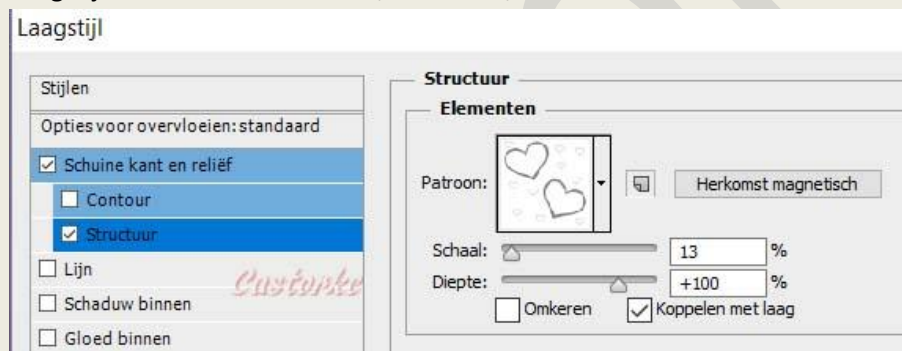 Laagstijl
Stijlen
Opties voor overvloeien: standaard
Schuine kant en reliëf
Contour
Structuur
Lijn
Schaduw binnen
Gloed binnen
Structuur
Elementen
Patroon:
Herkomst magnetisch
Schaal: 13 %
Diepte: +100 %
Omkeren Koppelen met laag